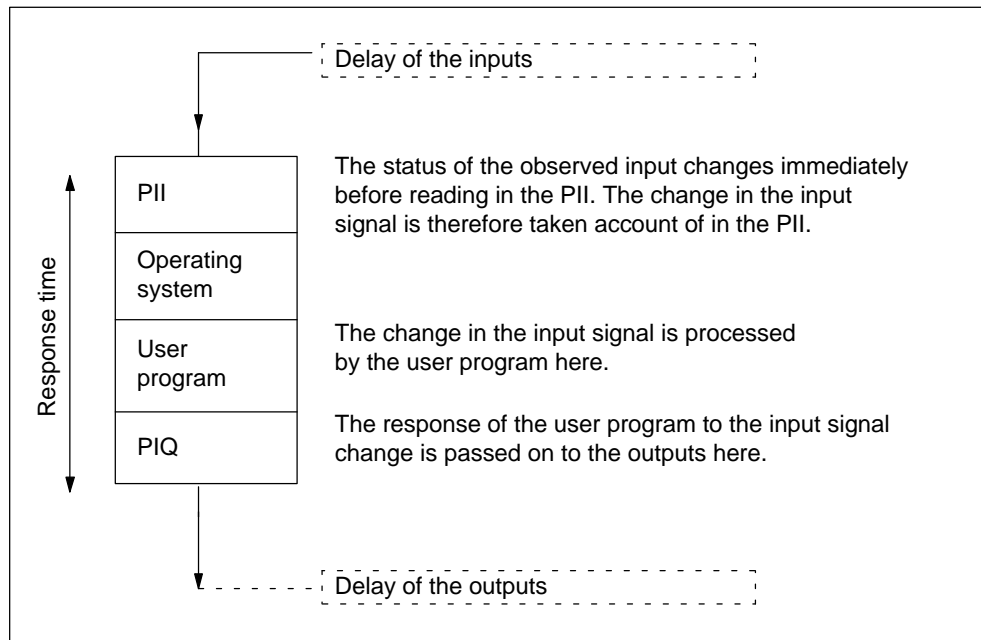 Delay of the inputs
Response time
PII
The status of the observed input changes immediately
before reading in the PII. The change in the input
signal is therefore taken account of in the PII.
Operating
system
User
program
The change in the input signal is processed
by the user program here.
PIQ
The response of the user program to the input signal
change is passed on to the outputs here.
Delay of the outputs